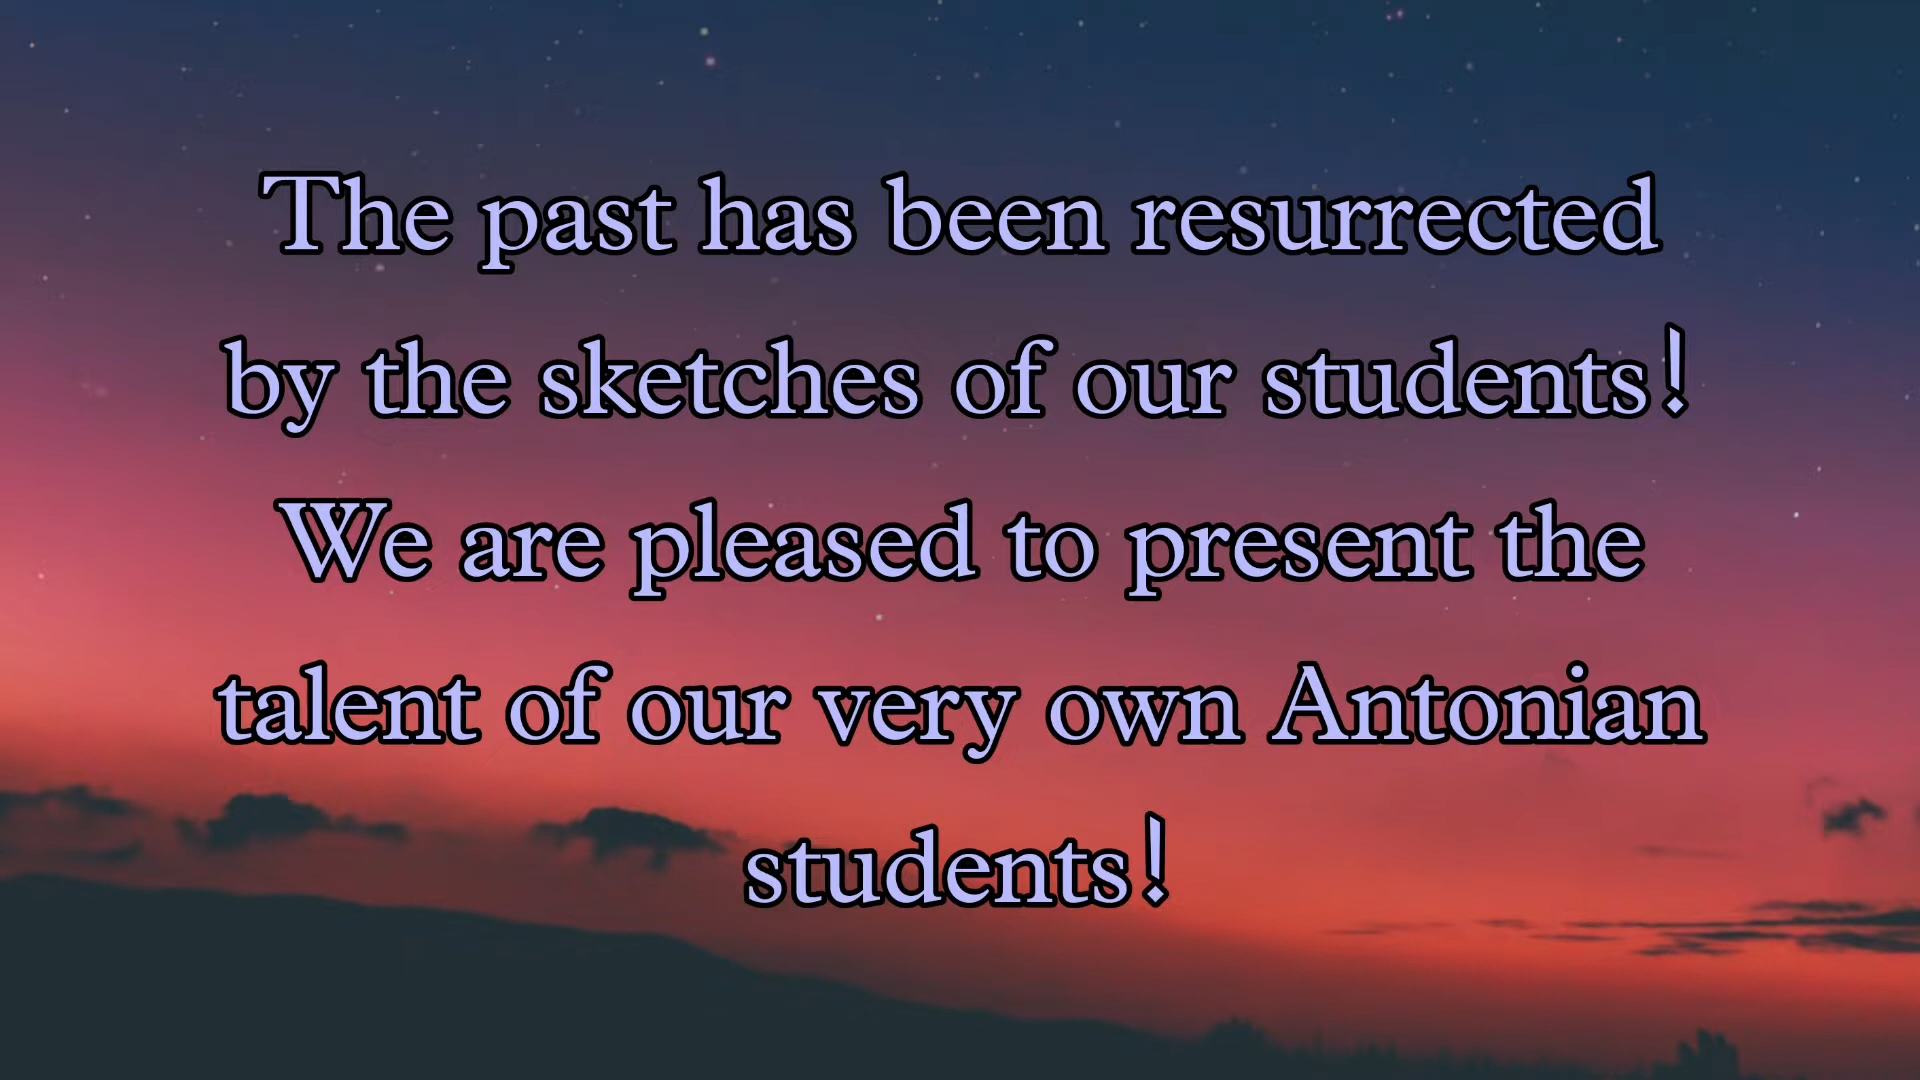 The past has been resurrected
by the sketches of our students!
We are pleased to present the
talent of our very own Antonian
students!